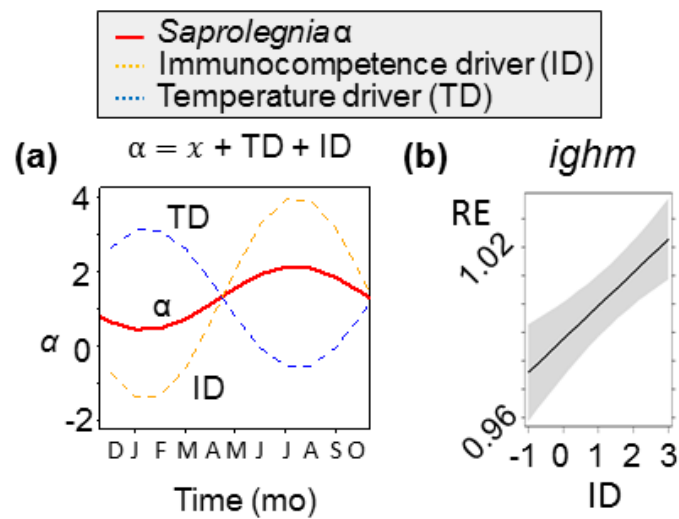 Saprolegnia α
Immunocompetence driver (ID)
Temperature driver (TD)
(a)
α = x + TD + ID
4
2
0
-2
α
TD
α
ID
D J F M A M J J A S O
Time (mo)
(b)
ighm
RE
1.02
0.96
-1 0 1 2 3
ID